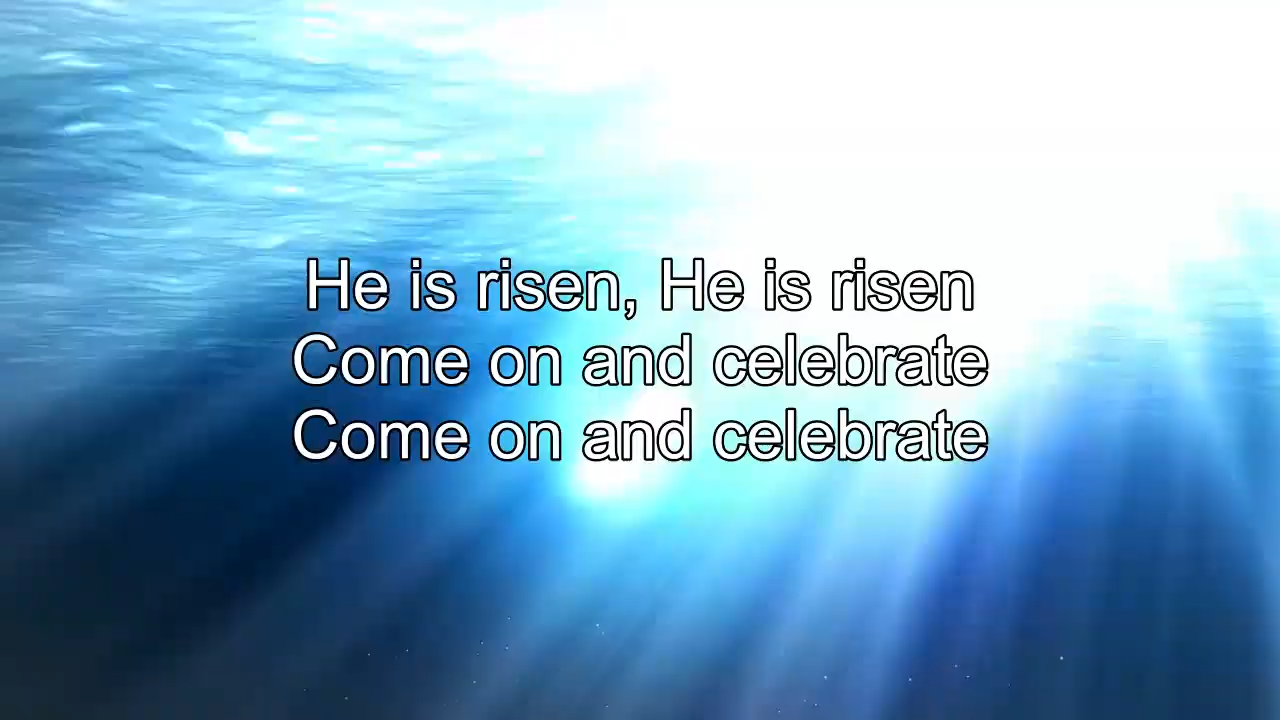 He is risen, He is risen
Come on and celebrate
Come on and celebrate